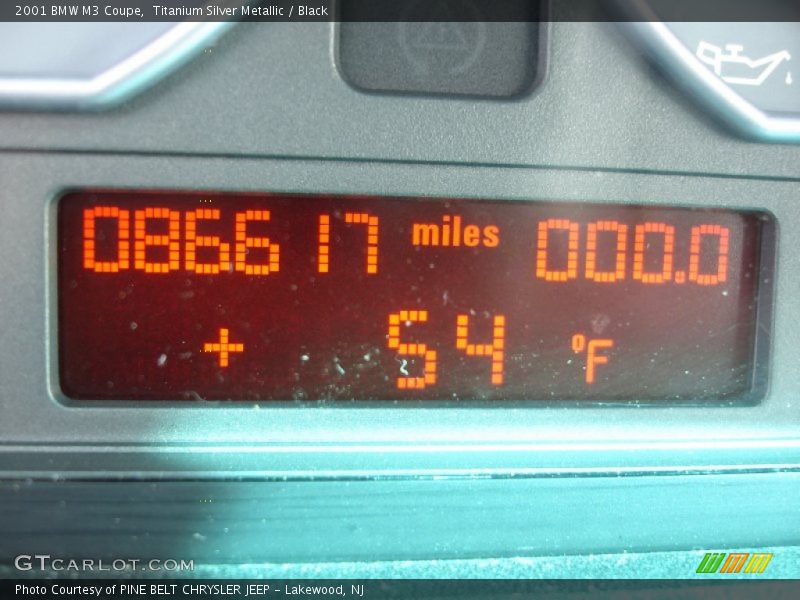 2001 BMW M3 Coupe,  Titanium Silver Metallic / Black
086617 miles 000.0
+ 54 °F
GTCARLOT.COM
Photo Courtesy of PINE BELT CHRYSLER JEEP - Lakewood, NJ